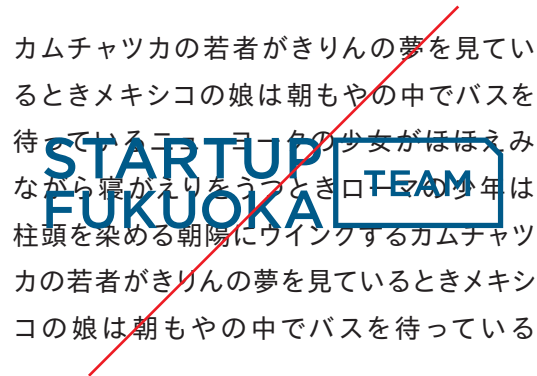 カムチャツカの若者がきりんの夢を見てい
るときメキシコの娘は朝もやの中でバスを
待っているニューヨークの少女がほほえみ
ながら寝がえりをうつときローマの少年は
柱頭を染める朝陽にウインクするカムチャツ
カの若者がきりんの夢を見ているときメキシ
コの娘は朝もやの中でバスを待っている
STARTUP
FUKUOKA
TEAM